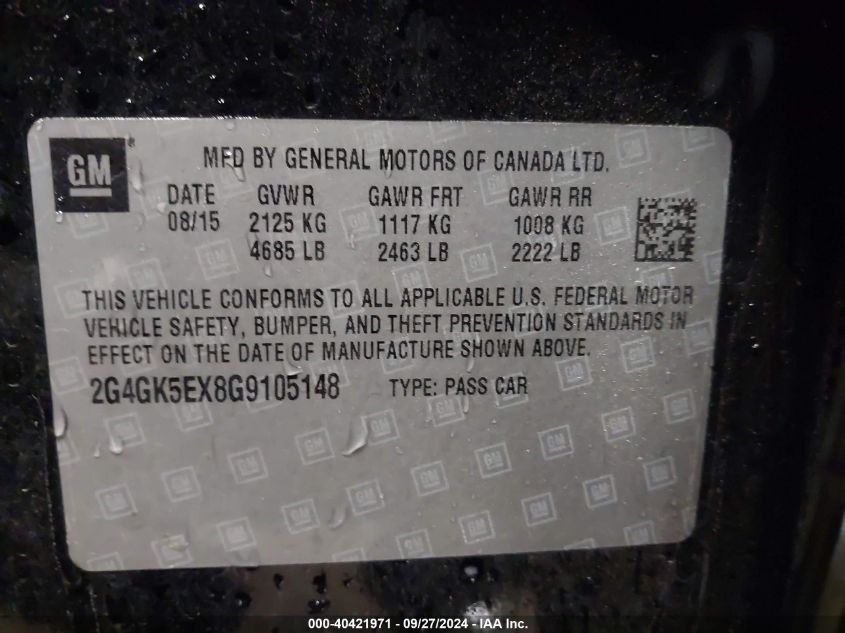 GM
MFD BY GENERAL MOTORS OF CANADA LTD.
DATE GVWR GAWR FRT GAWR RR
08/15 2125 KG 1117 KG 1008 KG
4685 LB 2463 LB 2222 LB
THIS VEHICLE CONFORMS TO ALL APPLICABLE U.S. FEDERAL MOTOR
VEHICLE SAFETY, BUMPER, AND THEFT PREVENTION STANDARDS IN
EFFECT ON THE DATE OF MANUFACTURE SHOWN ABOVE.
2G4GK5EX8G9105148 TYPE: PASS CAR
000-40421971 - 09/27/2024 - IAA Inc.